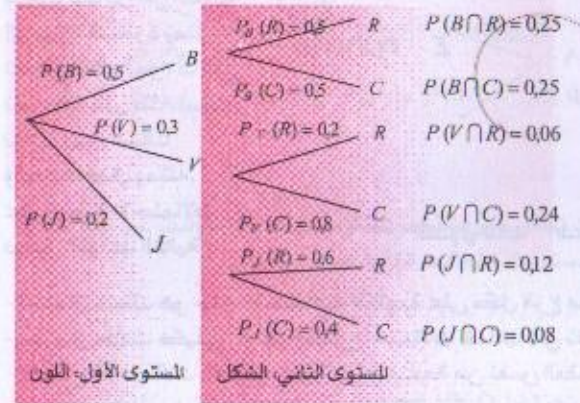 P_B (R) = 0,5 R P(B∩R) = 0,25
P(B) = 0,5 B
P_B (C) = 0,5 C P(B∩C) = 0,25
P(V) = 0,3 P_V (R) = 0,2 R P(V∩R) = 0,06
V
P(J) = 0,2 P_V (C) = 0,8 C P(V∩C) = 0,24
J P_J (R) = 0,6 R P(J∩R) = 0,12
P_J (C) = 0,4 C P(J∩C) = 0,08
المستوى الأول، اللون المستوى الثاني، الشكل